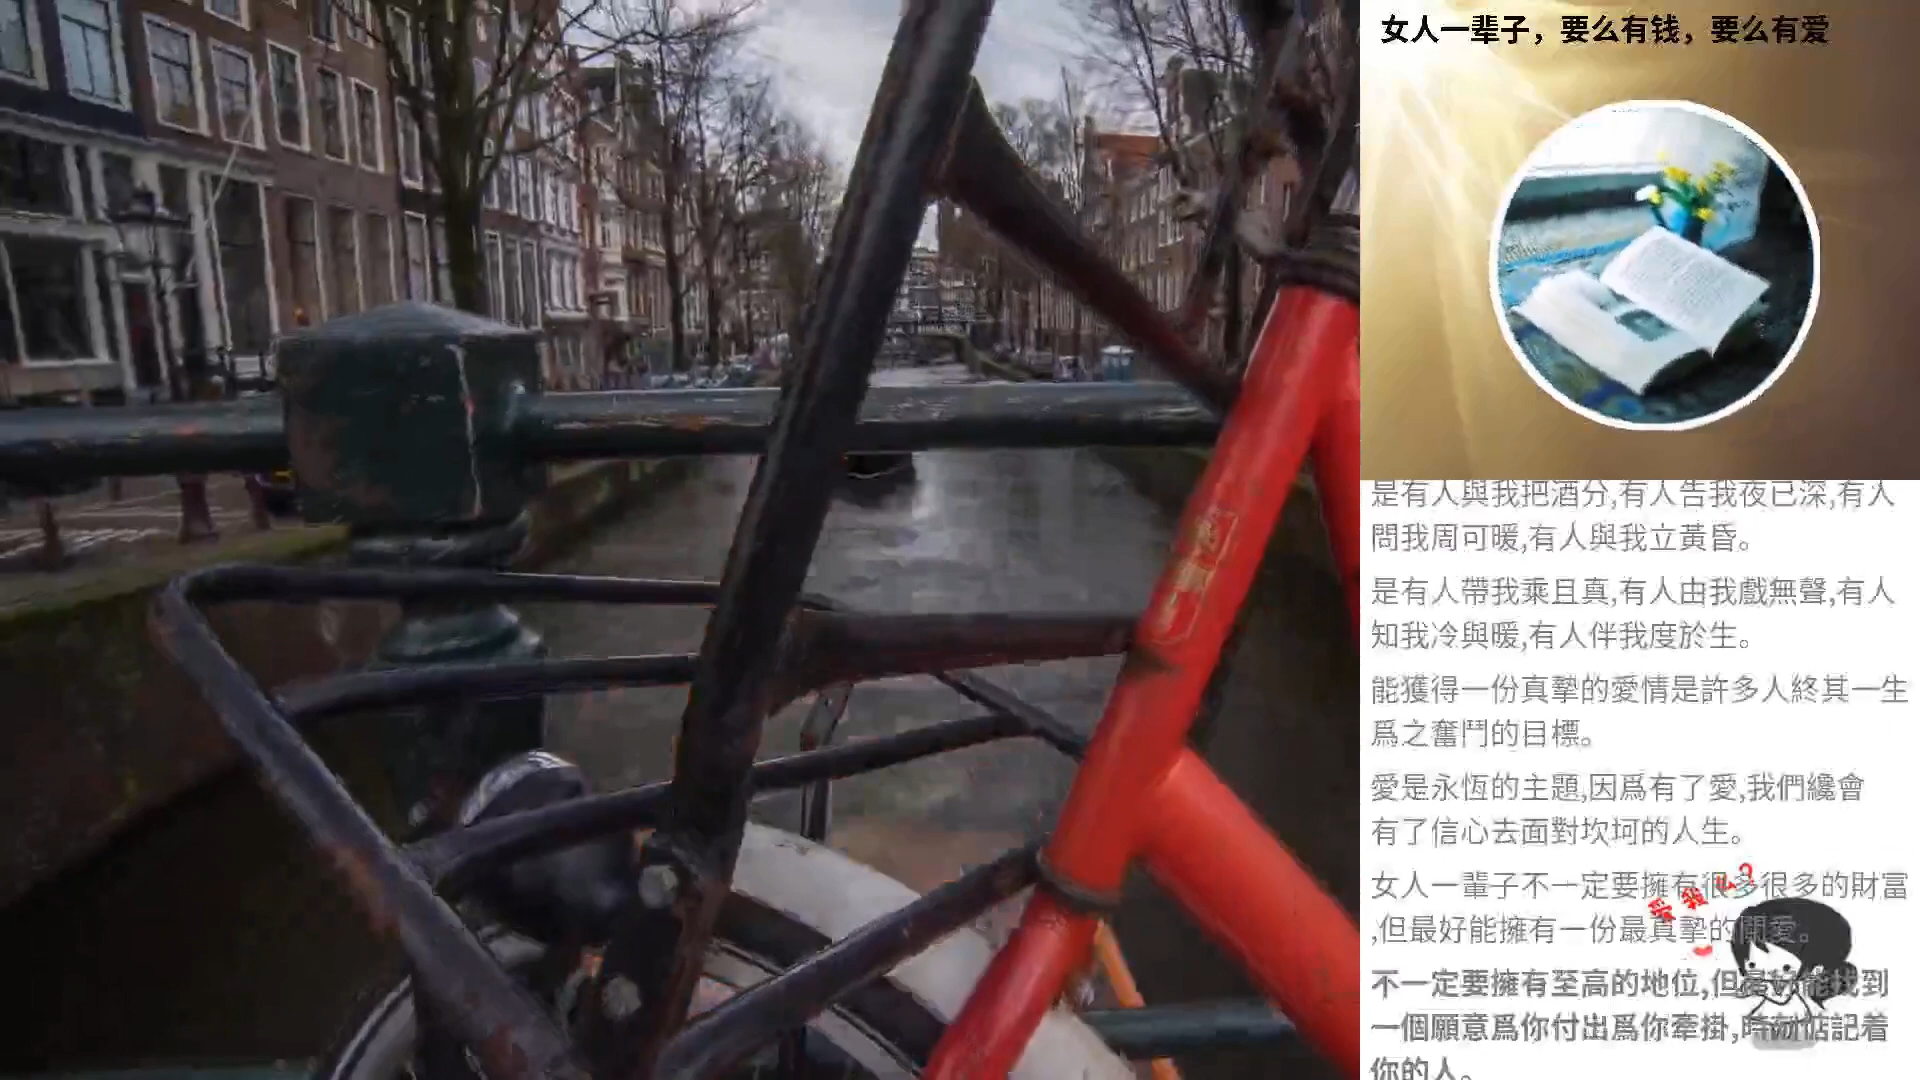 女人一辈子，要么有钱，要么有爱
是有人與我把酒分,有人告我夜已深,有人
問我周可暖,有人與我立黃昏。
是有人帶我乘且真,有人由我戲無聲,有人
知我冷與暖,有人伴我度於生。
能獲得一份真摯的愛情是許多人終其一生
爲之奮鬥的目標。
愛是永恆的主題,因爲有了愛,我們纔會
有了信心去面對坎坷的人生。
女人一輩子不一定要擁有很多很多的財富
,但最好能擁有一份最真摯的關愛。
愛我么?
不一定要擁有至高的地位,但最好能找到
一個願意爲你付出爲你牽掛,時刻惦記着
你的人。